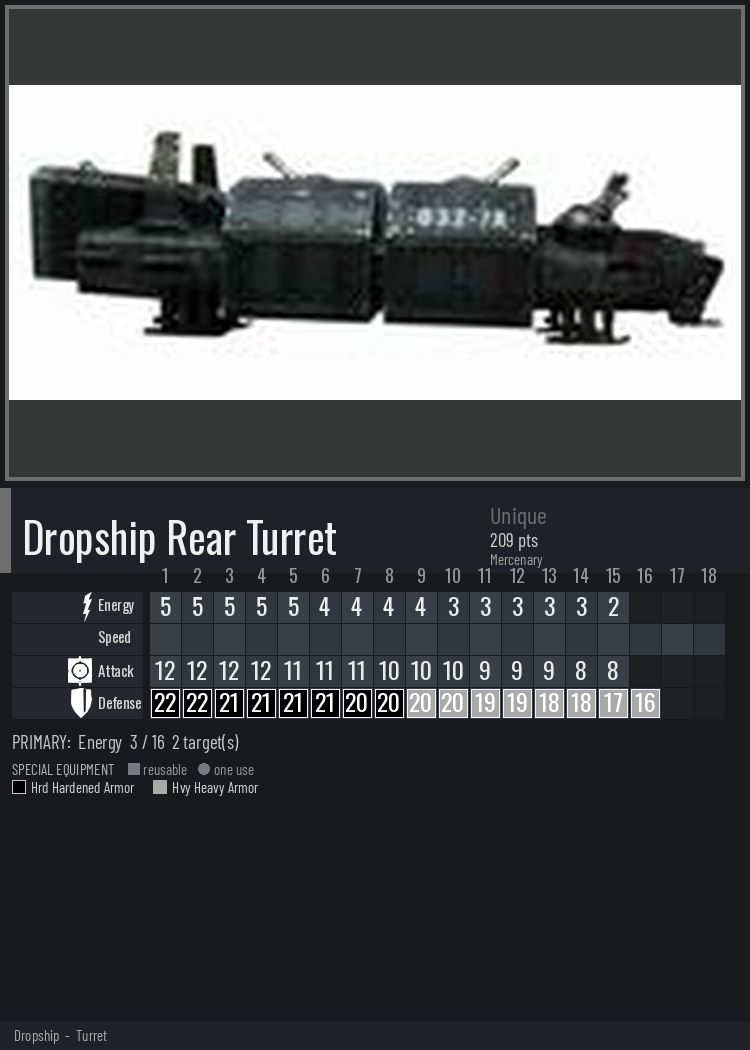 032-7A
Dropship Rear Turret
Unique
209 pts
Mercenary
1 2 3 4 5 6 7 8 9 10 11 12 13 14 15 16 17 18
Energy 5 5 5 5 5 4 4 4 4 3 3 3 3 3 2
Speed
Attack 12 12 12 12 11 11 11 10 10 10 9 9 9 8 8
Defense 22 22 21 21 21 21 20 20 20 20 19 19 18 18 17 16
PRIMARY: Energy 3 / 16 2 target(s)
SPECIAL EQUIPMENT reusable one use
Hrd Hardened Armor Hvy Heavy Armor
Dropship - Turret